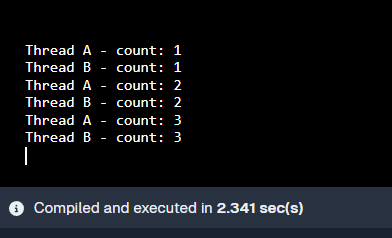 Thread A - count: 1
Thread B - count: 1
Thread A - count: 2
Thread B - count: 2
Thread A - count: 3
Thread B - count: 3
Compiled and executed in 2.341 sec(s)